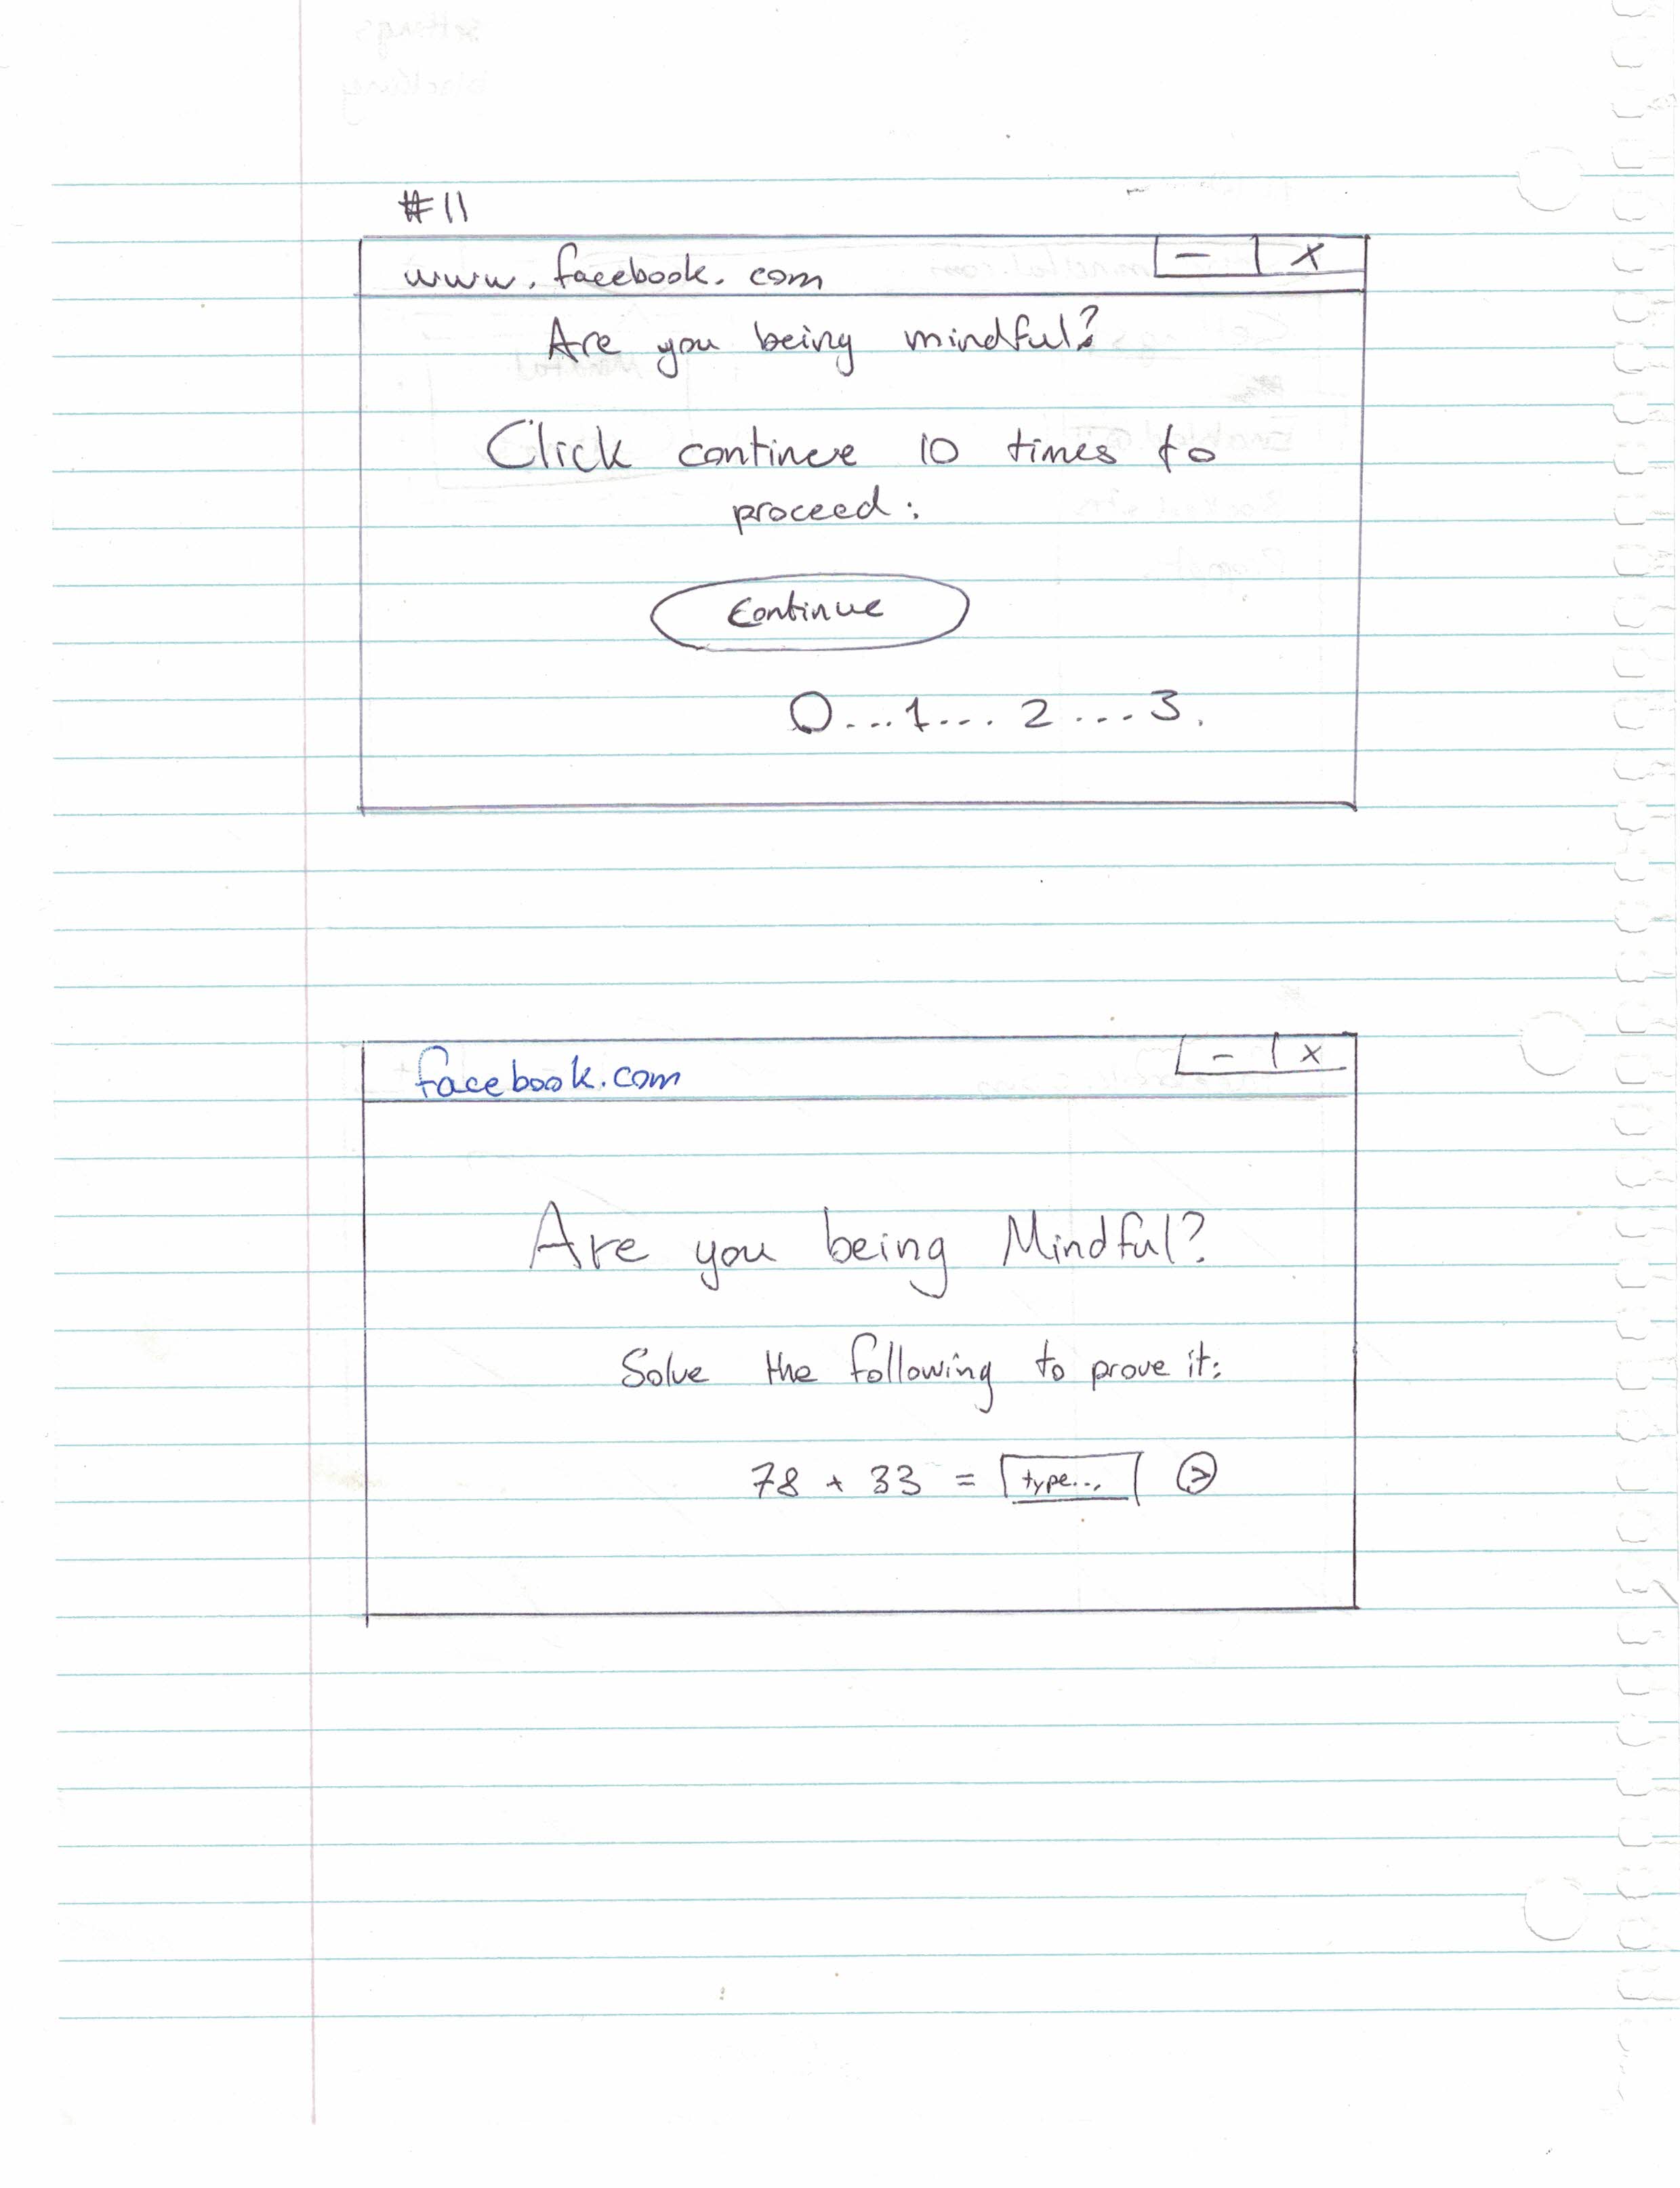 #11
www.facebook.com
- x
Are you being mindful?
Click continue 10 times to
proceed:
Continue
0...1... 2 ...3.
facebook.com
- x
Are you being Mindful?
Solve the following to prove it:
78 + 33 = type... >